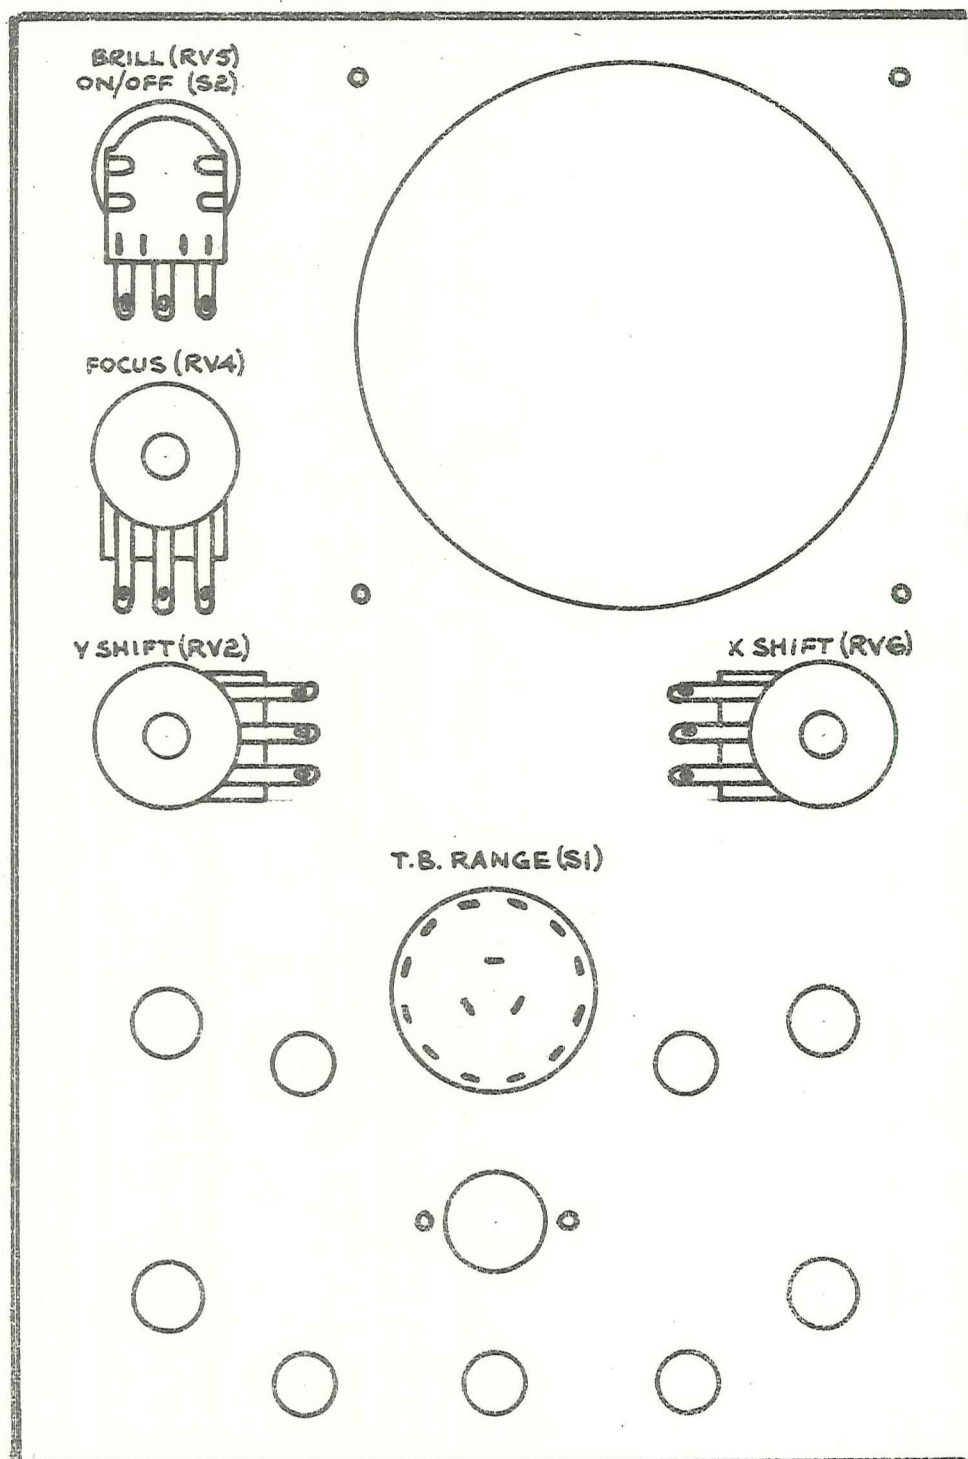 BRILL (RV5)
ON/OFF (S2)
FOCUS (RV4)
Y SHIFT (RV2)
X SHIFT (RV6)
T.B. RANGE (S1)